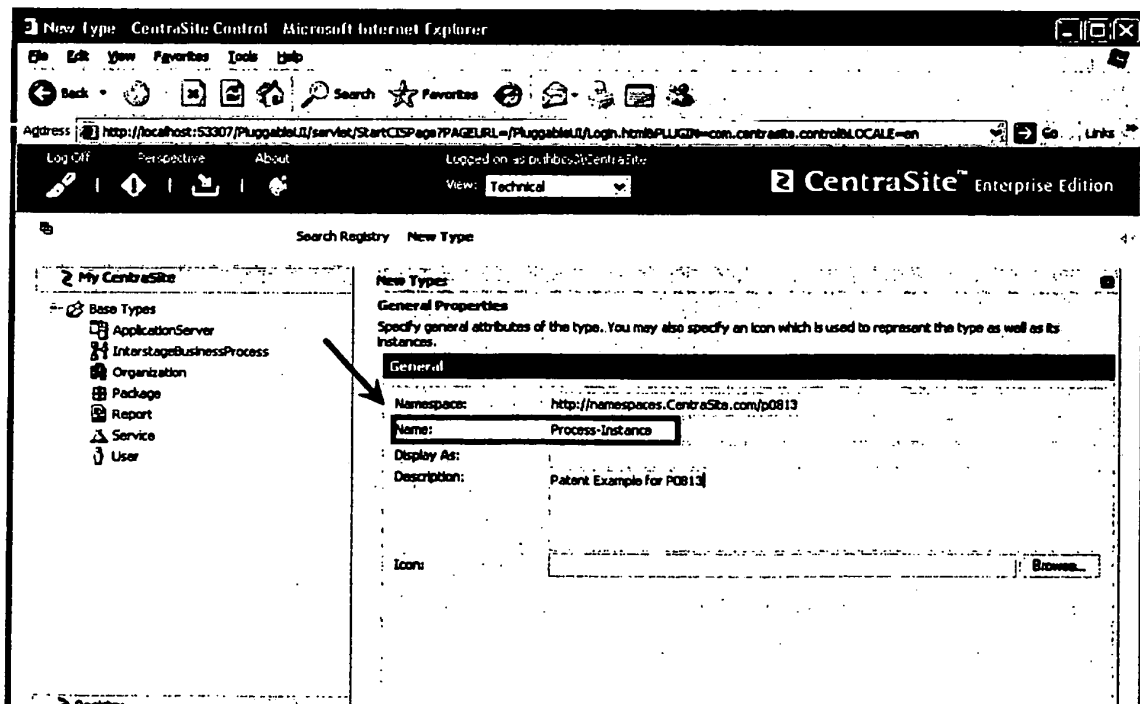 New Type CentraSite Control Microsoft Internet Explorer
File Edit View Favorites Tools Help
Back Search Favorites
Address http://localhost:53307/PluggableUI/servlet/StartCISPage?PAGEURL=/PluggableUI/Login.html&PLUGIN=com.centrasite.control&LOCALE=en Go Links
Log Off Perspective About Logged on as
View: Technical CentraSite™ Enterprise Edition
Search Registry New Type
My CentraSite
Base Types
ApplicationServer
InterstageBusinessProcess
Organization
Package
Report
Service
User
New Types
General Properties
Specify general attributes of the type. You may also specify an icon which is used to represent the type as well as its
instances.
General
Namespace: http://namespaces.CentraSite.com/p0813
Name: Process-Instance
Display As:
Description: Patent Example for P0813
Icon: Browse...
Registry